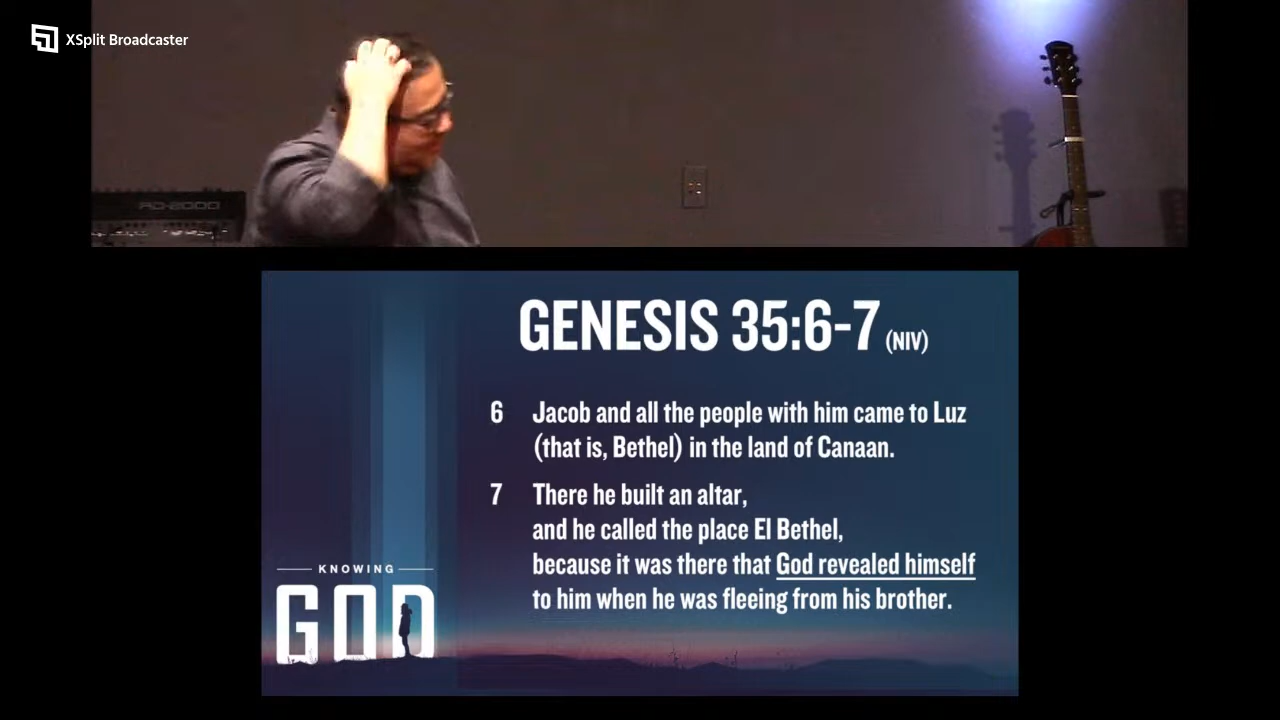 XSplit Broadcaster
RD-2000
GENESIS 35:6-7 (NIV)
6 Jacob and all the people with him came to Luz
(that is, Bethel) in the land of Canaan.
7 There he built an altar,
and he called the place El Bethel,
because it was there that God revealed himself
to him when he was fleeing from his brother.
KNOWING
GOD